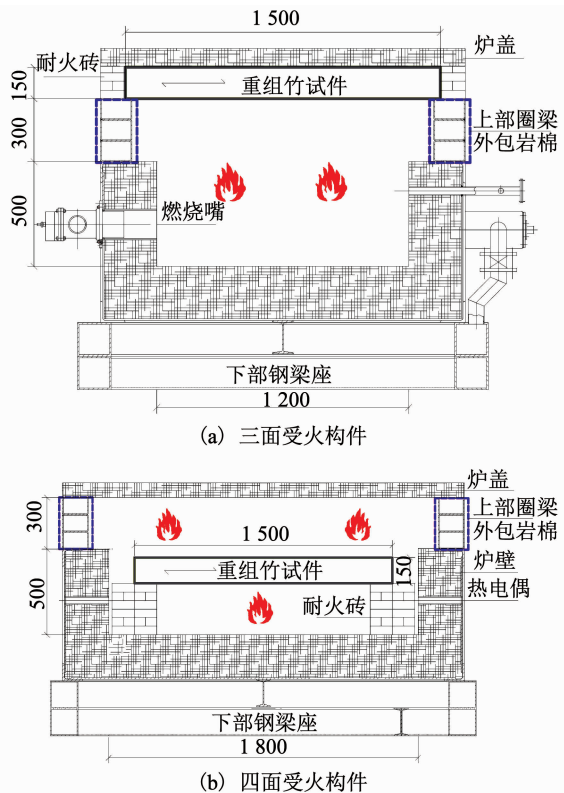 1 500
炉盖
耐火砖
重组竹试件
150
300
500
上部圈梁
外包岩棉
燃烧嘴
下部钢梁座
1 200
(a) 三面受火构件
炉盖
上部圈梁
外包岩棉
300
1 500
炉壁
重组竹试件
150
热电偶
500
耐火砖
下部钢梁座
1 800
(b) 四面受火构件